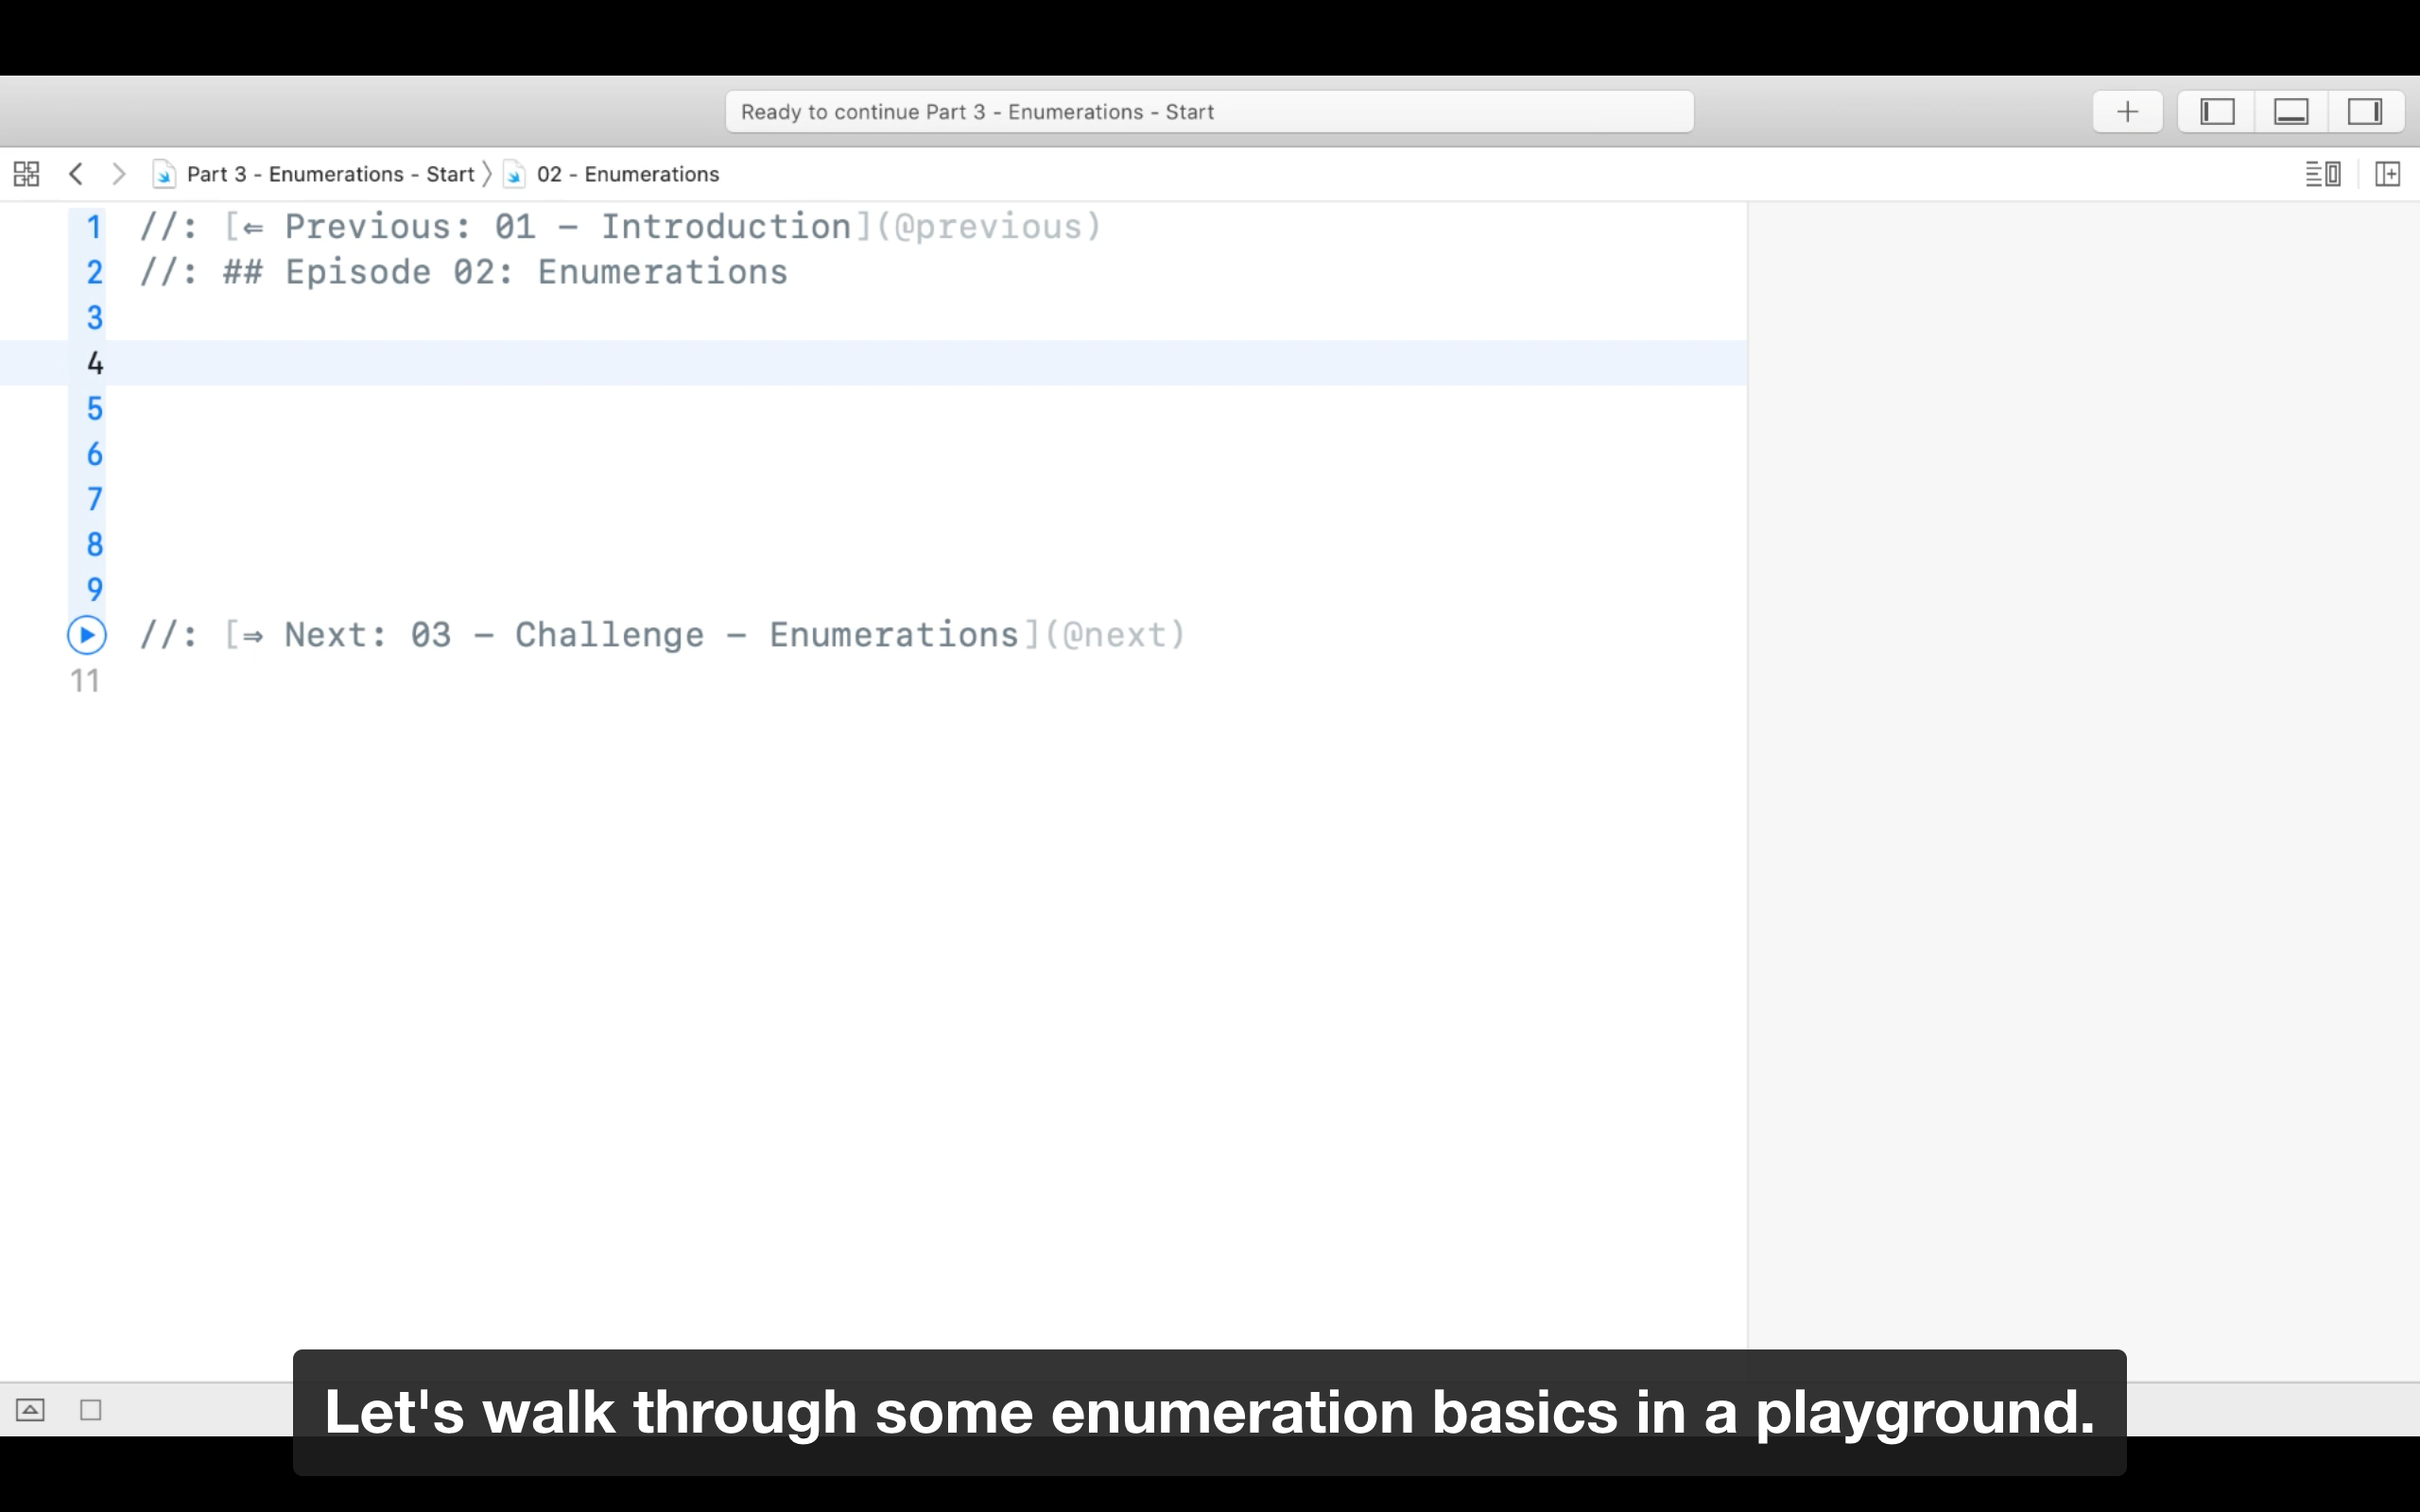 Ready to continue Part 3 - Enumerations - Start
Part 3 - Enumerations - Start 〉 02 - Enumerations
1 //: [⇐ Previous: 01 - Introduction](@previous)
2 //: ## Episode 02: Enumerations
3
4
5
6
7
8
9
//: [⇒ Next: 03 - Challenge - Enumerations](@next)
11
Let's walk through some enumeration basics in a playground.